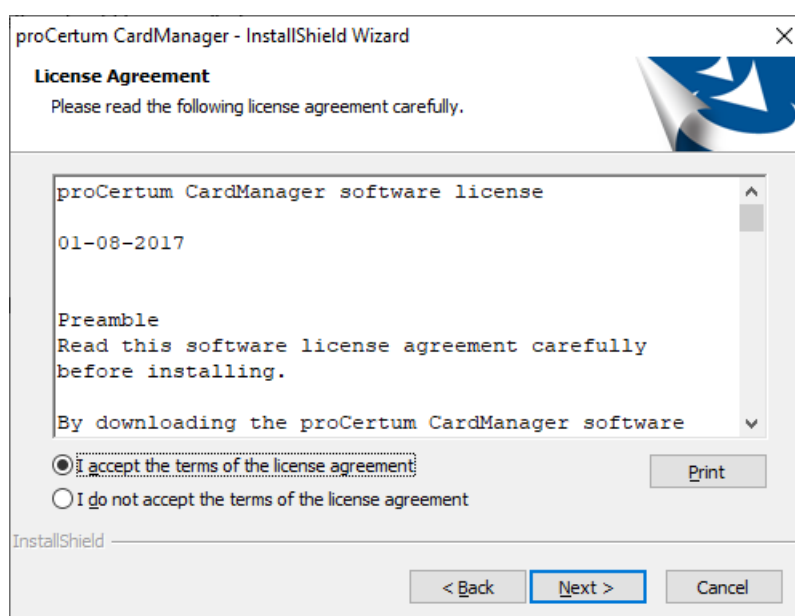 proCertum CardManager - InstallShield Wizard
License Agreement
Please read the following license agreement carefully.
proCertum CardManager software license
01-08-2017
Preamble
Read this software license agreement carefully
before installing.
By downloading the proCertum CardManager software
I accept the terms of the license agreement
Print
I do not accept the terms of the license agreement
InstallShield
< Back
Next >
Cancel